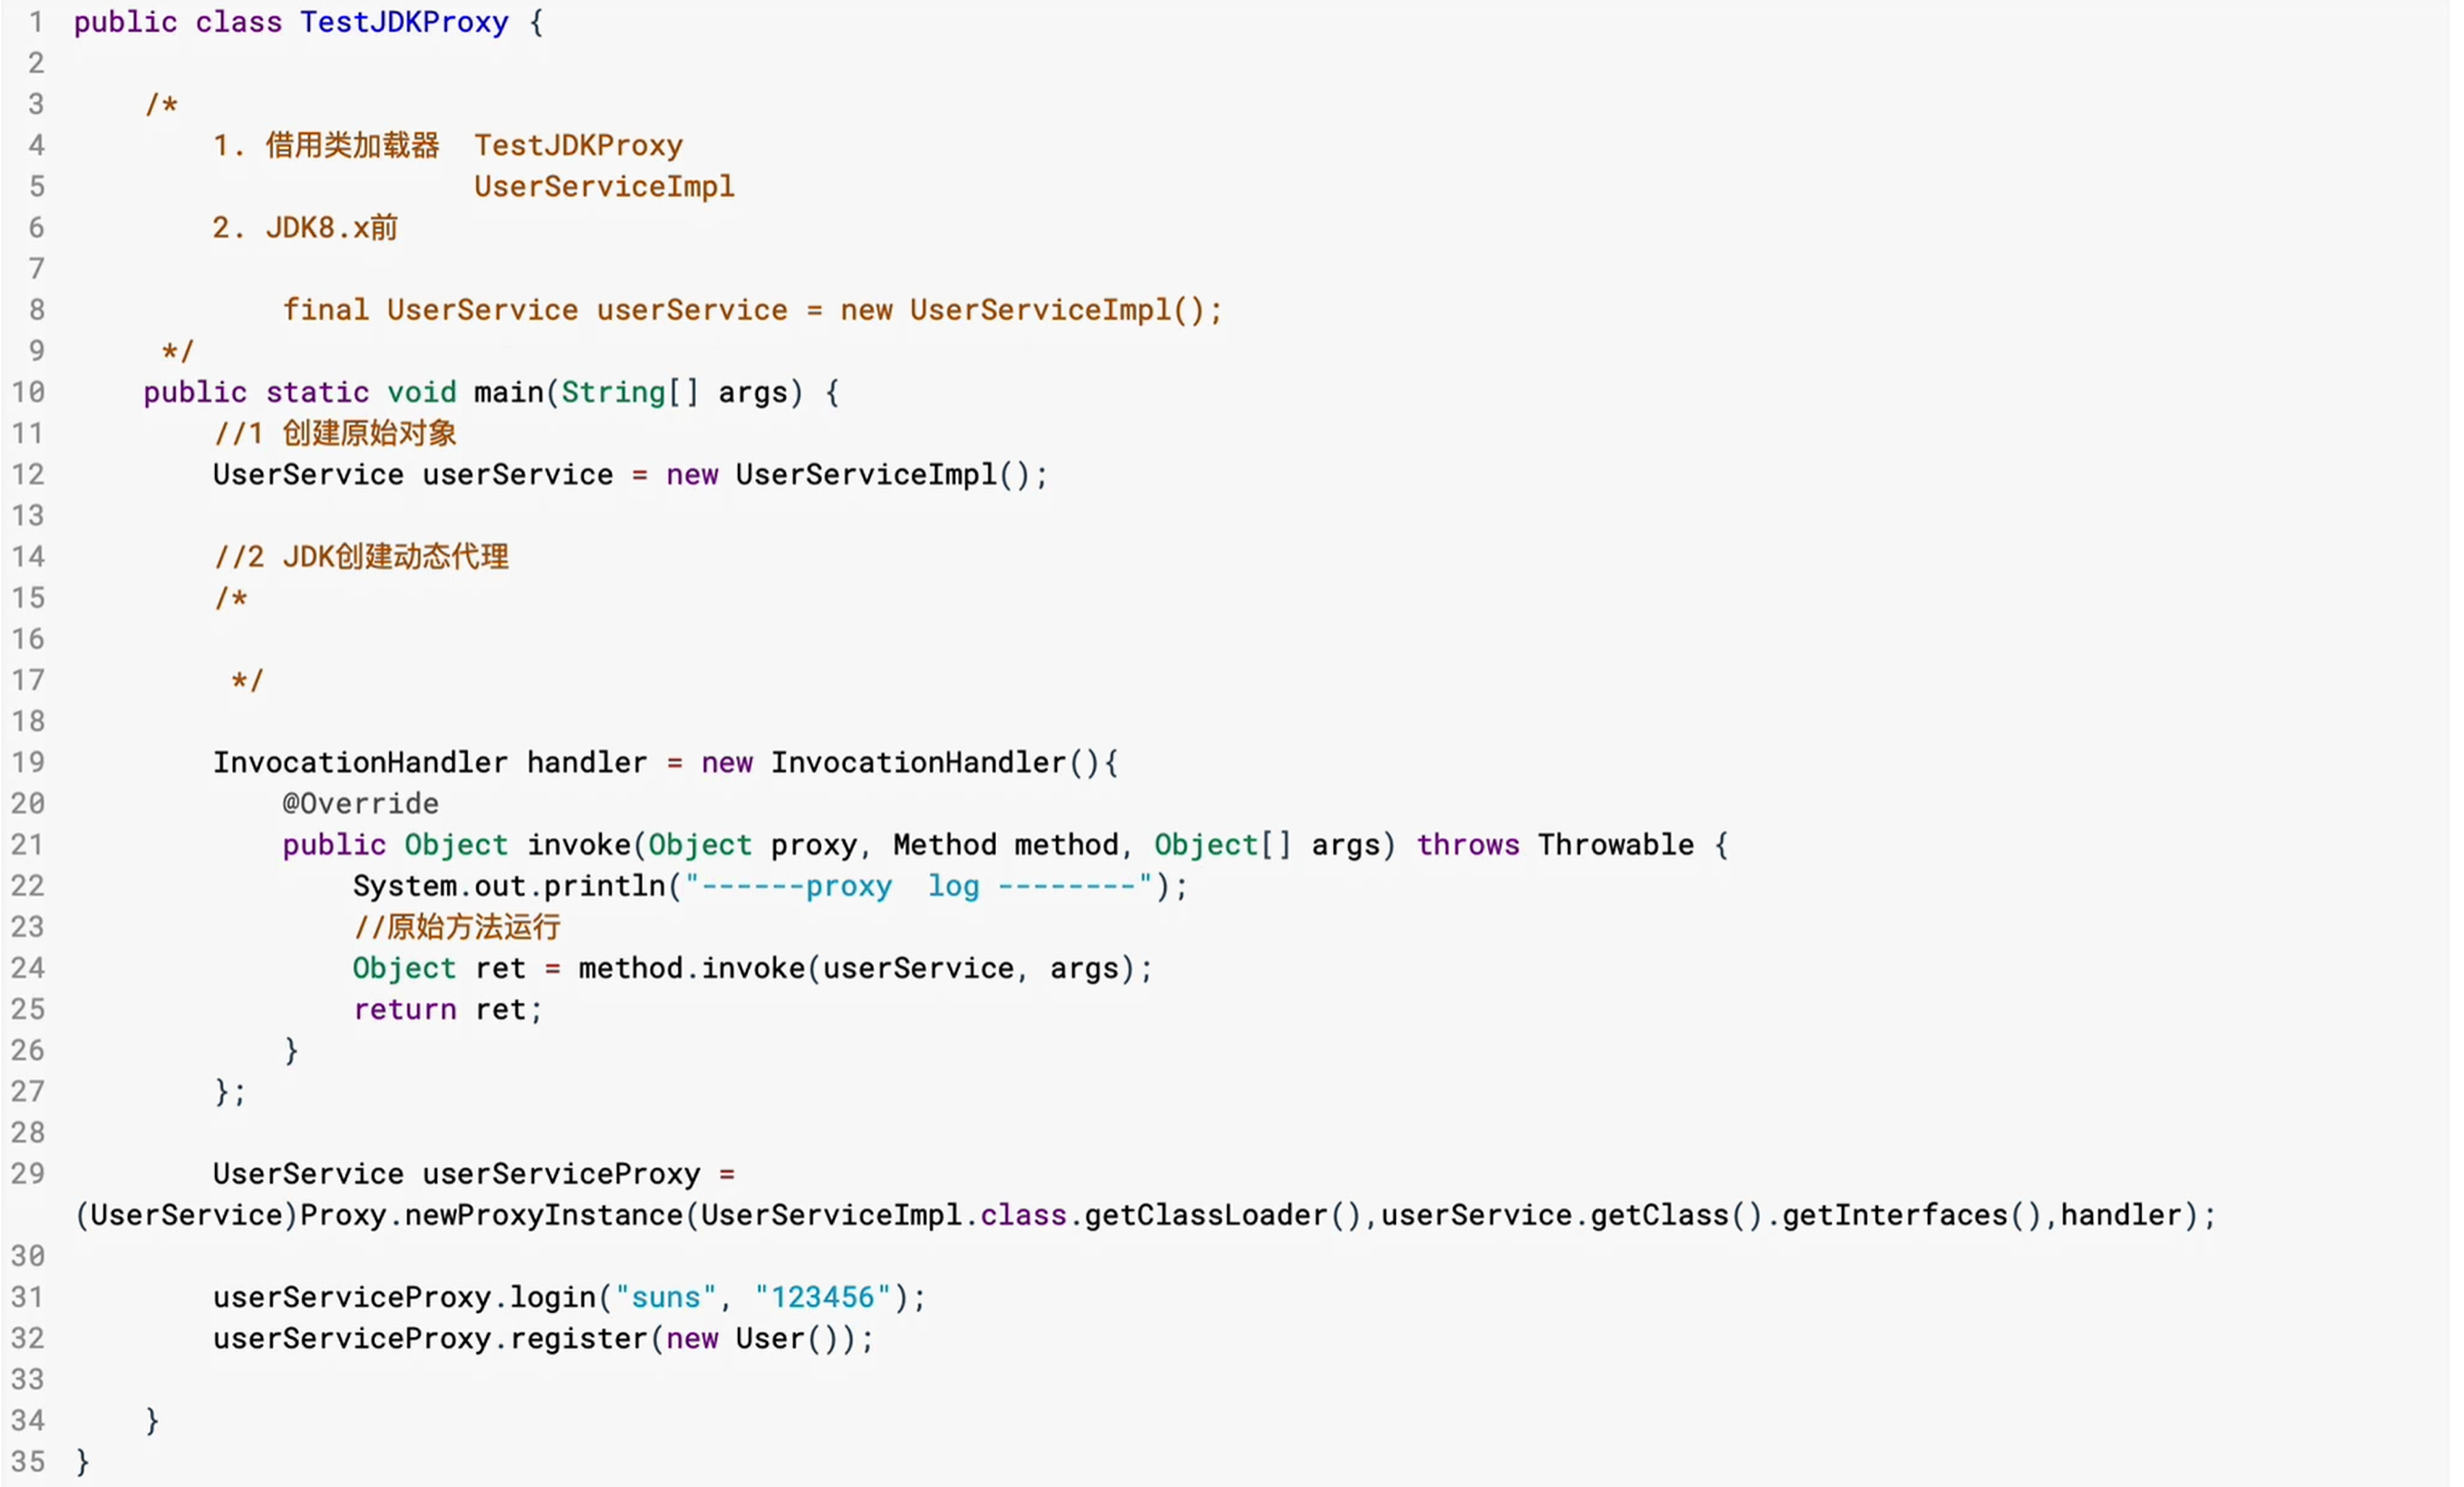 1 public class TestJDKProxy {
2
3     /*
4         1. 借用类加载器  TestJDKProxy
5                        UserServiceImpl
6         2. JDK8.x前
7
8             final UserService userService = new UserServiceImpl();
9      */
10     public static void main(String[] args) {
11         //1 创建原始对象
12         UserService userService = new UserServiceImpl();
13
14         //2 JDK创建动态代理
15         /*
16
17          */
18
19         InvocationHandler handler = new InvocationHandler(){
20             @Override
21             public Object invoke(Object proxy, Method method, Object[] args) throws Throwable {
22                 System.out.println("------proxy  log --------");
23                 //原始方法运行
24                 Object ret = method.invoke(userService, args);
25                 return ret;
26             }
27         };
28
29         UserService userServiceProxy =
(UserService)Proxy.newProxyInstance(UserServiceImpl.class.getClassLoader(),userService.getClass().getInterfaces(),handler);
30
31         userServiceProxy.login("suns", "123456");
32         userServiceProxy.register(new User());
33
34     }
35 }